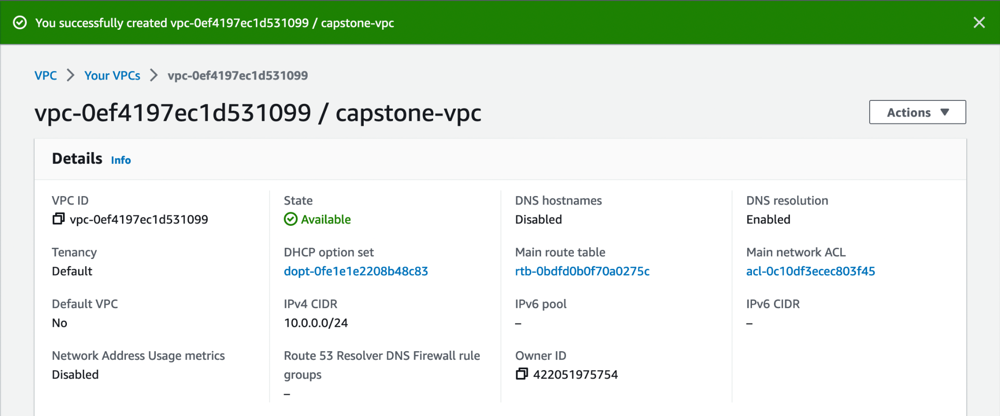 You successfully created vpc-0ef4197ec1d531099 / capstone-vpc
VPC > Your VPCs > vpc-0ef4197ec1d531099
vpc-0ef4197ec1d531099 / capstone-vpc
Actions
Details Info
VPC ID
vpc-0ef4197ec1d531099
State
Available
DNS hostnames
Disabled
DNS resolution
Enabled
Tenancy
Default
DHCP option set
dopt-0fe1e1e2208b48c83
Main route table
rtb-0bdfd0b0f70a0275c
Main network ACL
acl-0c10df3ecec803f45
Default VPC
No
IPv4 CIDR
10.0.0.0/24
IPv6 pool
–
IPv6 CIDR
–
Network Address Usage metrics
Disabled
Route 53 Resolver DNS Firewall rule
groups
–
Owner ID
422051975754